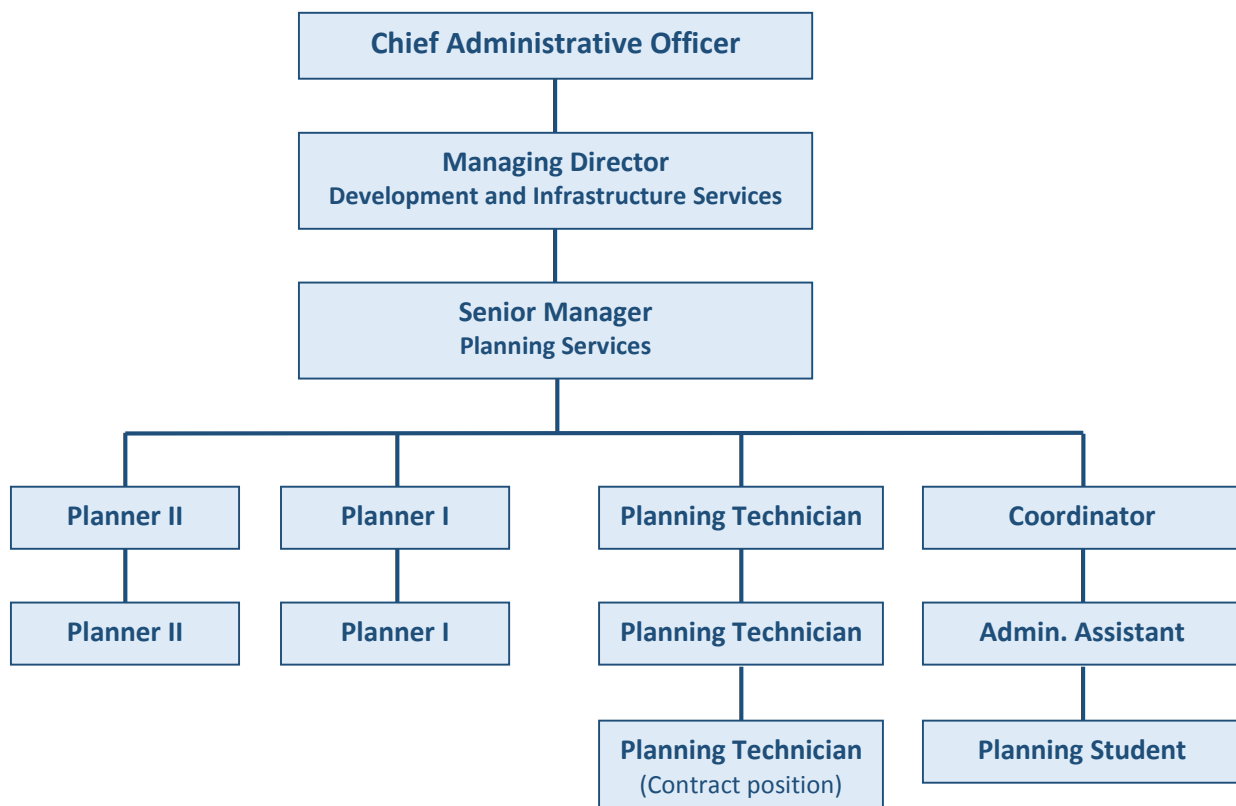 Chief Administrative Officer
Managing Director
Development and Infrastructure Services
Senior Manager
Planning Services
Planner II
Planner I
Planning Technician
Coordinator
Planner II
Planner I
Planning Technician
Admin. Assistant
Planning Technician
(Contract position)
Planning Student